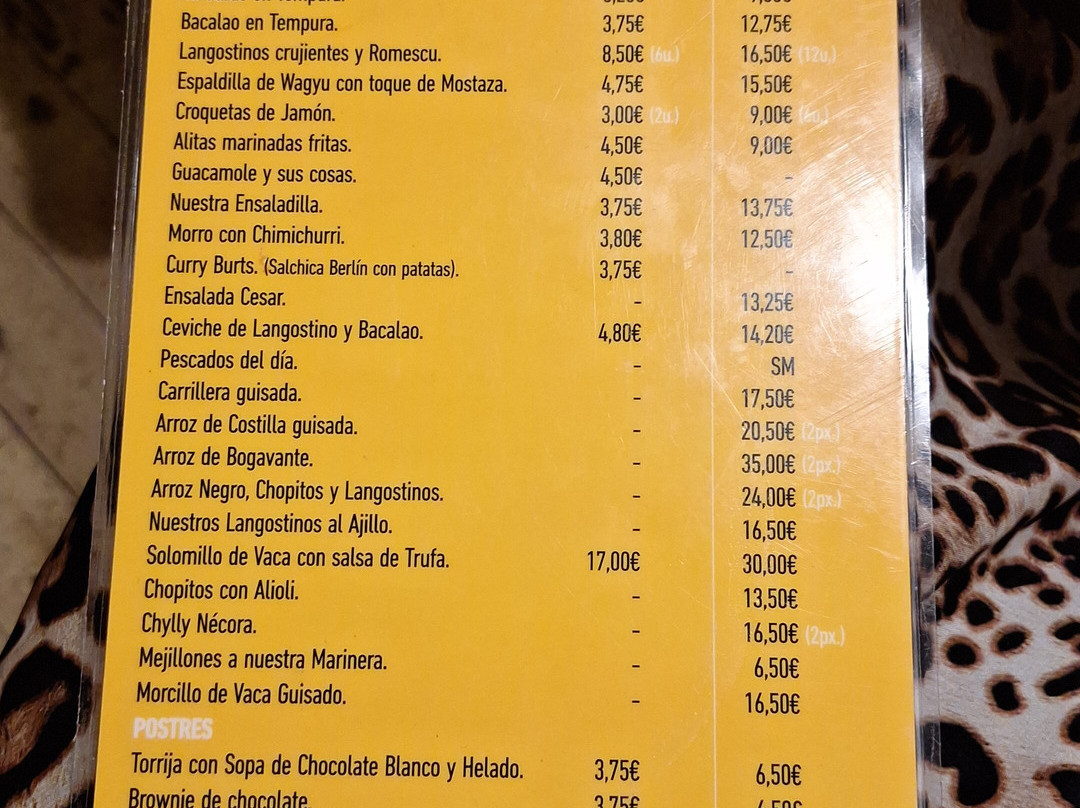 Bacalao en Tempura. 3,75€ 12,75€
Langostinos crujientes y Romescu. 8,50€ (6u.) 16,50€ (12u.)
Espaldilla de Wagyu con toque de Mostaza. 4,75€ 15,50€
Croquetas de Jamón. 3,00€ (2u.) 9,00€ (6u.)
Alitas marinadas fritas. 4,50€ 9,00€
Guacamole y sus cosas. 4,50€ -
Nuestra Ensaladilla. 3,75€ 13,75€
Morro con Chimichurri. 3,80€ 12,50€
Curry Burts. (Salchica Berlín con patatas). 3,75€ -
Ensalada Cesar. - 13,25€
Ceviche de Langostino y Bacalao. 4,80€ 14,20€
Pescados del día. - SM
Carrillera guisada. - 17,50€
Arroz de Costilla guisada. - 20,50€ (2px.)
Arroz de Bogavante. - 35,00€ (2px.)
Arroz Negro, Chopitos y Langostinos. - 24,00€ (2px.)
Nuestros Langostinos al Ajillo. - 16,50€
Solomillo de Vaca con salsa de Trufa. 17,00€ 30,00€
Chopitos con Alioli. - 13,50€
Chylly Nécora. - 16,50€ (2px.)
Mejillones a nuestra Marinera. - 6,50€
Morcillo de Vaca Guisado. - 16,50€
POSTRES
Torrija con Sopa de Chocolate Blanco y Helado. 3,75€ 6,50€
Brownie de chocolate. 3,75€